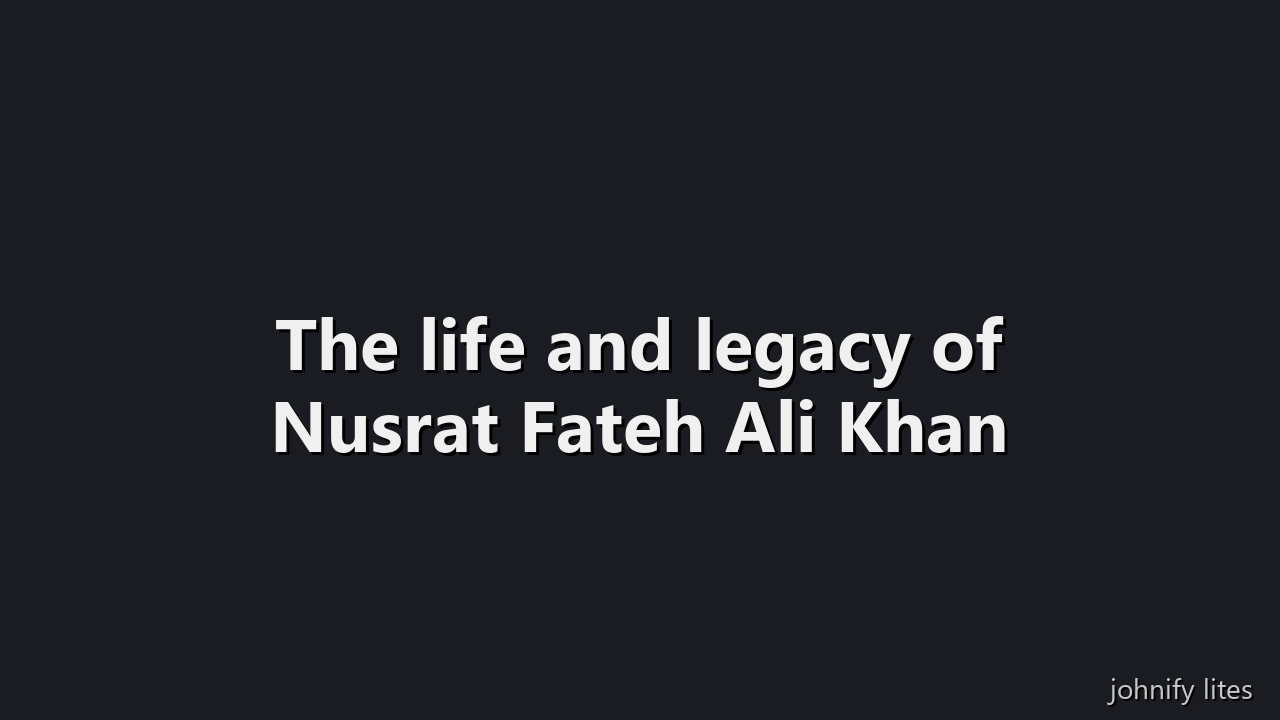 The life and legacy of
Nusrat Fateh Ali Khan
johnify lites